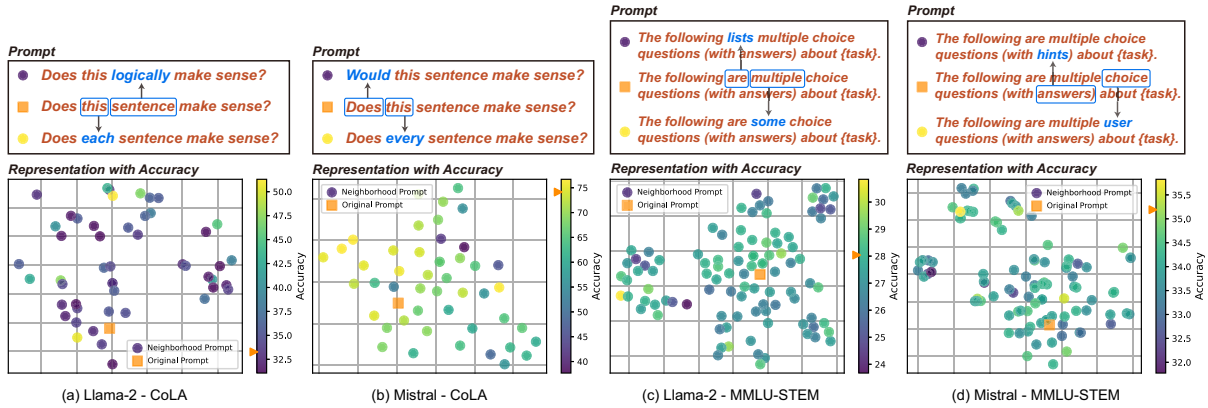 Prompt
Does this logically make sense?
Does this sentence make sense?
Does each sentence make sense?
Representation with Accuracy
Neighborhood Prompt
Original Prompt
50.0
47.5
45.0
42.5
40.0
37.5
35.0
32.5
Accuracy
(a) Llama-2 - CoLA
Prompt
Would this sentence make sense?
Does this sentence make sense?
Does every sentence make sense?
Representation with Accuracy
Neighborhood Prompt
Original Prompt
75
70
65
60
55
50
45
40
Accuracy
(b) Mistral - CoLA
Prompt
The following lists multiple choice
questions (with answers) about {task}.
The following are multiple choice
questions (with answers) about {task}.
The following are some choice
questions (with answers) about {task}.
Representation with Accuracy
Neighborhood Prompt
Original Prompt
30
29
28
27
26
25
24
Accuracy
(c) Llama-2 - MMLU-STEM
Prompt
The following are multiple choice
questions (with hints) about {task}.
The following are multiple choice
questions (with answers) about {task}.
The following are multiple user
questions (with answers) about {task}.
Representation with Accuracy
Neighborhood Prompt
Original Prompt
35.5
35.0
34.5
34.0
33.5
33.0
32.5
32.0
Accuracy
(d) Mistral - MMLU-STEM